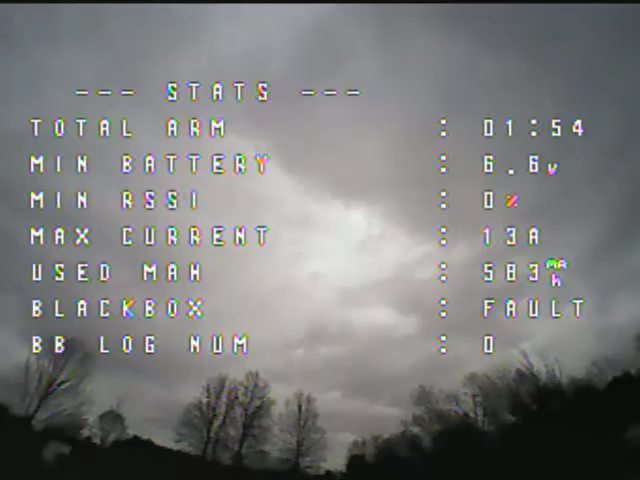 --- STATS ---
TOTAL ARM : 01:54
MIN BATTERY : 6.6V
MIN RSSI : 0%
MAX CURRENT : 13A
USED MAH :583mAh
BLACKBOX : FAULT
BB LOG NUM : 0